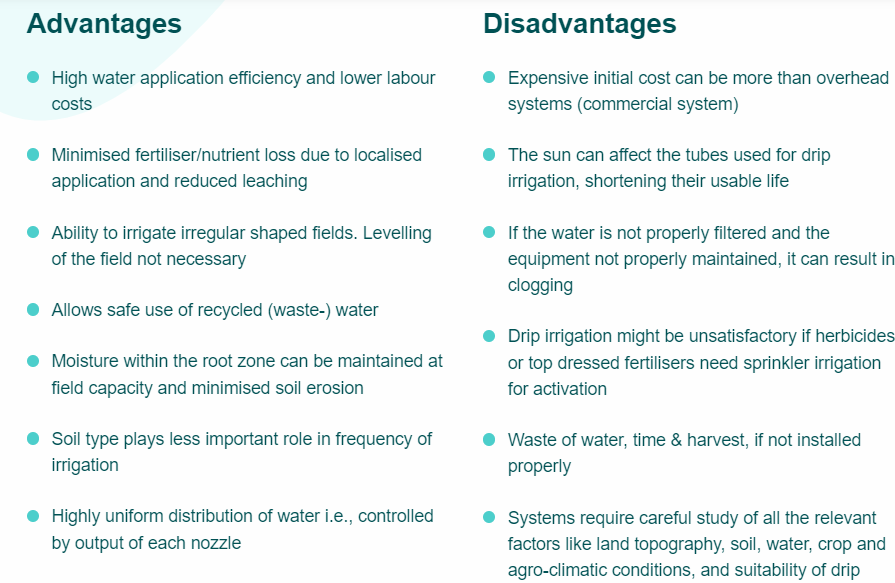 Advantages
High water application efficiency and lower labour
costs
Minimised fertiliser/nutrient loss due to localised
application and reduced leaching
Ability to irrigate irregular shaped fields. Levelling
of the field not necessary
Allows safe use of recycled (waste-) water
Moisture within the root zone can be maintained at
field capacity and minimised soil erosion
Soil type plays less important role in frequency of
irrigation
Highly uniform distribution of water i.e., controlled
by output of each nozzle
Disadvantages
Expensive initial cost can be more than overhead
systems (commercial system)
The sun can affect the tubes used for drip
irrigation, shortening their usable life
If the water is not properly filtered and the
equipment not properly maintained, it can result in
clogging
Drip irrigation might be unsatisfactory if herbicides
or top dressed fertilisers need sprinkler irrigation
for activation
Waste of water, time & harvest, if not installed
properly
Systems require careful study of all the relevant
factors like land topography, soil, water, crop and
agro-climatic conditions, and suitability of drip